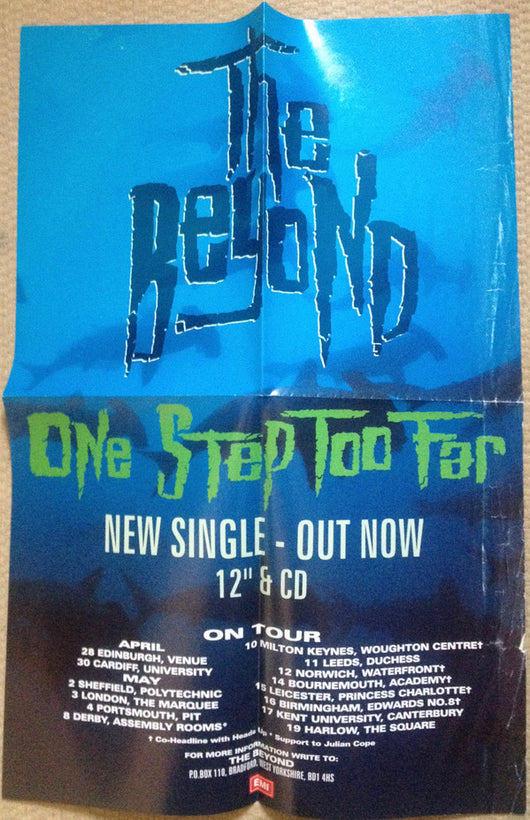 The
Beyond
One Step Too Far
NEW SINGLE - OUT NOW
12" & CD
ON TOUR
APRIL
28 EDINBURGH, VENUE
30 CARDIFF, UNIVERSITY
MAY
2 SHEFFIELD, POLYTECHNIC
3 LONDON, THE MARQUEE
4 PORTSMOUTH, PIT
8 DERBY, ASSEMBLY ROOMS*
10 MILTON KEYNES, WOUGHTON CENTRE†
11 LEEDS, DUCHESS
12 NORWICH, WATERFRONT†
14 BOURNEMOUTH, ACADEMY†
15 LEICESTER, PRINCESS CHARLOTTE†
16 BIRMINGHAM, EDWARDS NO.8†
17 KENT UNIVERSITY, CANTERBURY
19 HARLOW, THE SQUARE
† Co-Headline with Heads Up * Support to Julian Cope
FOR MORE INFORMATION WRITE TO:
THE BEYOND
P.O.BOX 110, BRADFORD, WEST YORKSHIRE, BD1 4HS
EMI